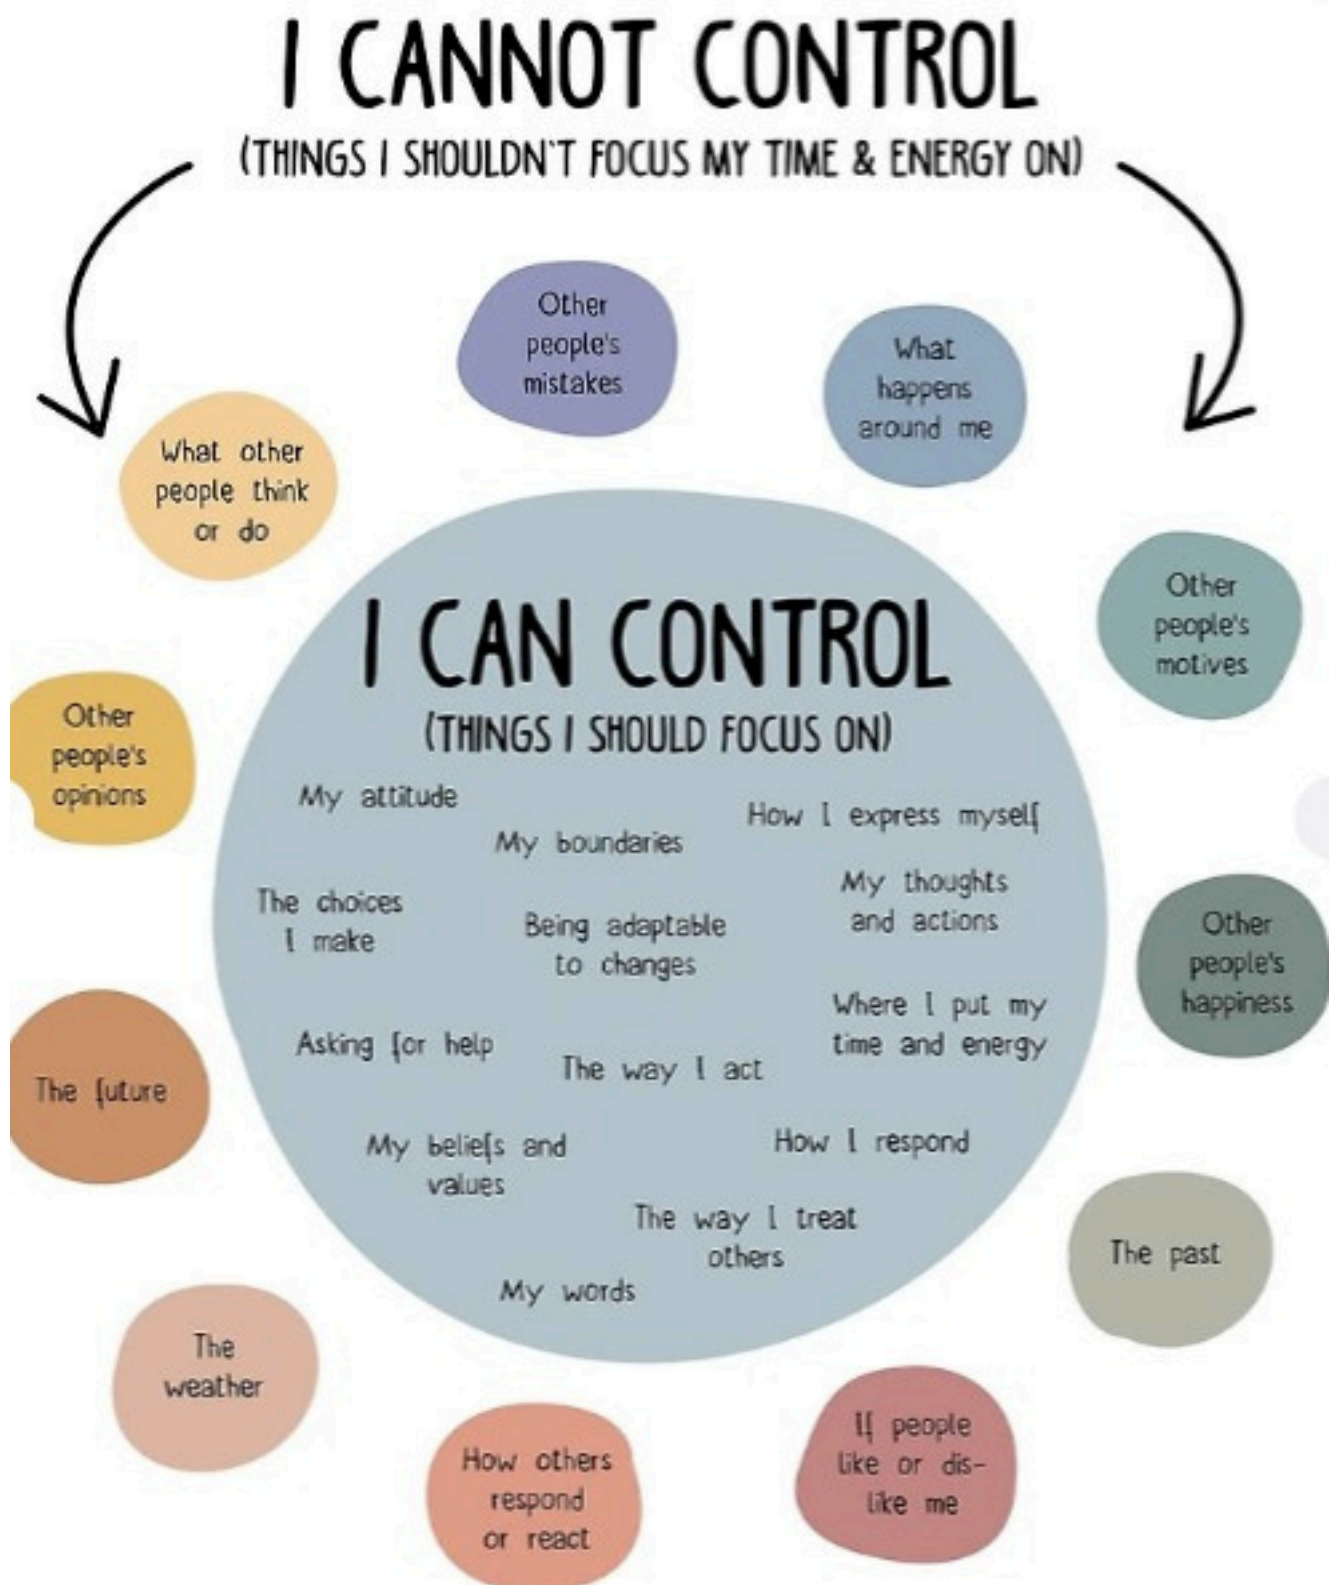 I CANNOT CONTROL
(THINGS I SHOULDN'T FOCUS MY TIME & ENERGY ON)
Other
people's
mistakes
What
happens
around me
What other
people think
or do
Other
people's
motives
Other
people's
opinions
I CAN CONTROL
(THINGS I SHOULD FOCUS ON)
My attitude
How I express myself
My boundaries
My thoughts
and actions
The choices
I make
Being adaptable
to changes
Where I put my
time and energy
Asking for help
The way I act
My beliefs and
values
How I respond
The way I treat
others
My words
Other
people's
happiness
The future
The past
The
weather
How others
respond
or react
If people
like or dis-
like me